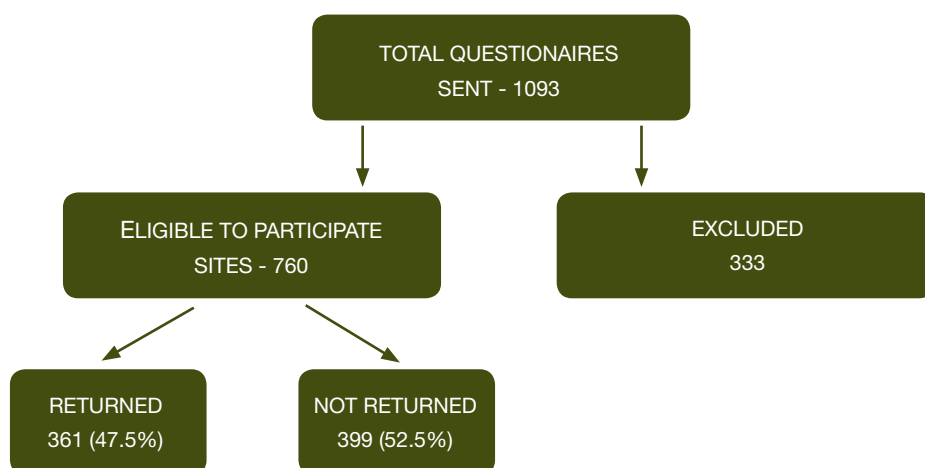 TOTAL QUESTIONAIRES
SENT - 1093
ELIGIBLE TO PARTICIPATE
SITES - 760
EXCLUDED
333
RETURNED
361 (47.5%)
NOT RETURNED
399 (52.5%)